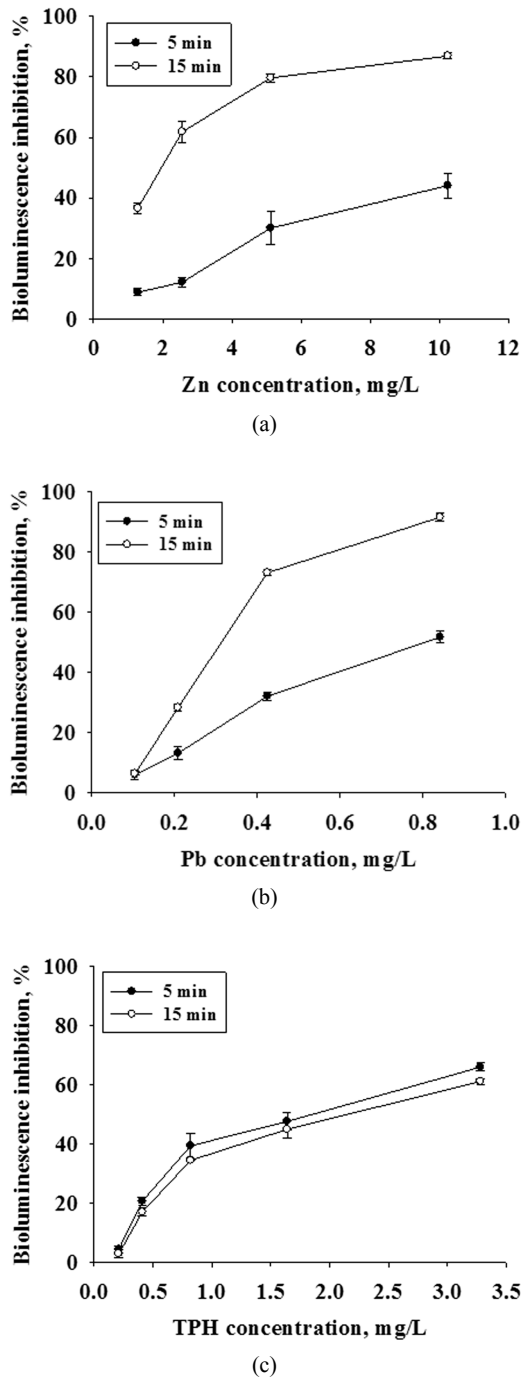 100
80
60
40
20
0
Bioluminescence inhibition, %
5 min
15 min
0 2 4 6 8 10 12
Zn concentration, mg/L
(a)
100
80
60
40
20
0
Bioluminescence inhibition, %
5 min
15 min
0.0 0.2 0.4 0.6 0.8 1.0
Pb concentration, mg/L
(b)
100
80
60
40
20
0
Bioluminescence inhibition, %
5 min
15 min
0.0 0.5 1.0 1.5 2.0 2.5 3.0 3.5
TPH concentration, mg/L
(c)